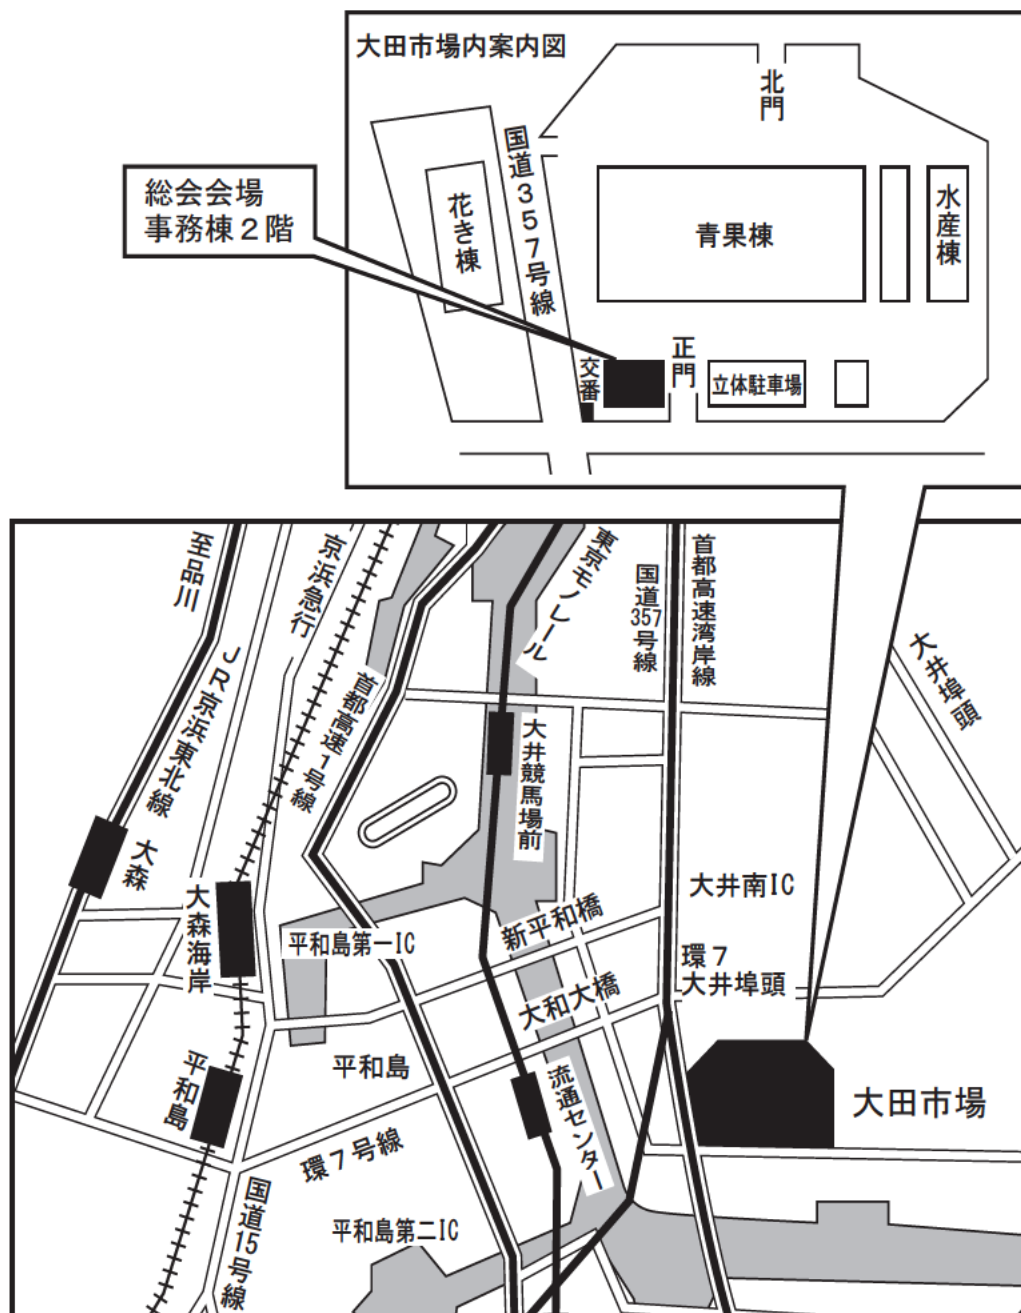 大田市場内案内図
北門
国道357号線
総会会場
事務棟２階
花き棟
青果棟
水産棟
交番
正門
立体駐車場
至品川
京浜急行
東京モノレール
国道357号線
首都高速湾岸線
大井埠頭
JR京浜東北線
首都高速1号線
大井競馬場前
大森
大森海岸
大井南IC
新平和橋
平和島第一IC
環７
大井埠頭
大和大橋
平和島
平和島
流通センター
大田市場
環７号線
国道15号線
平和島第二IC